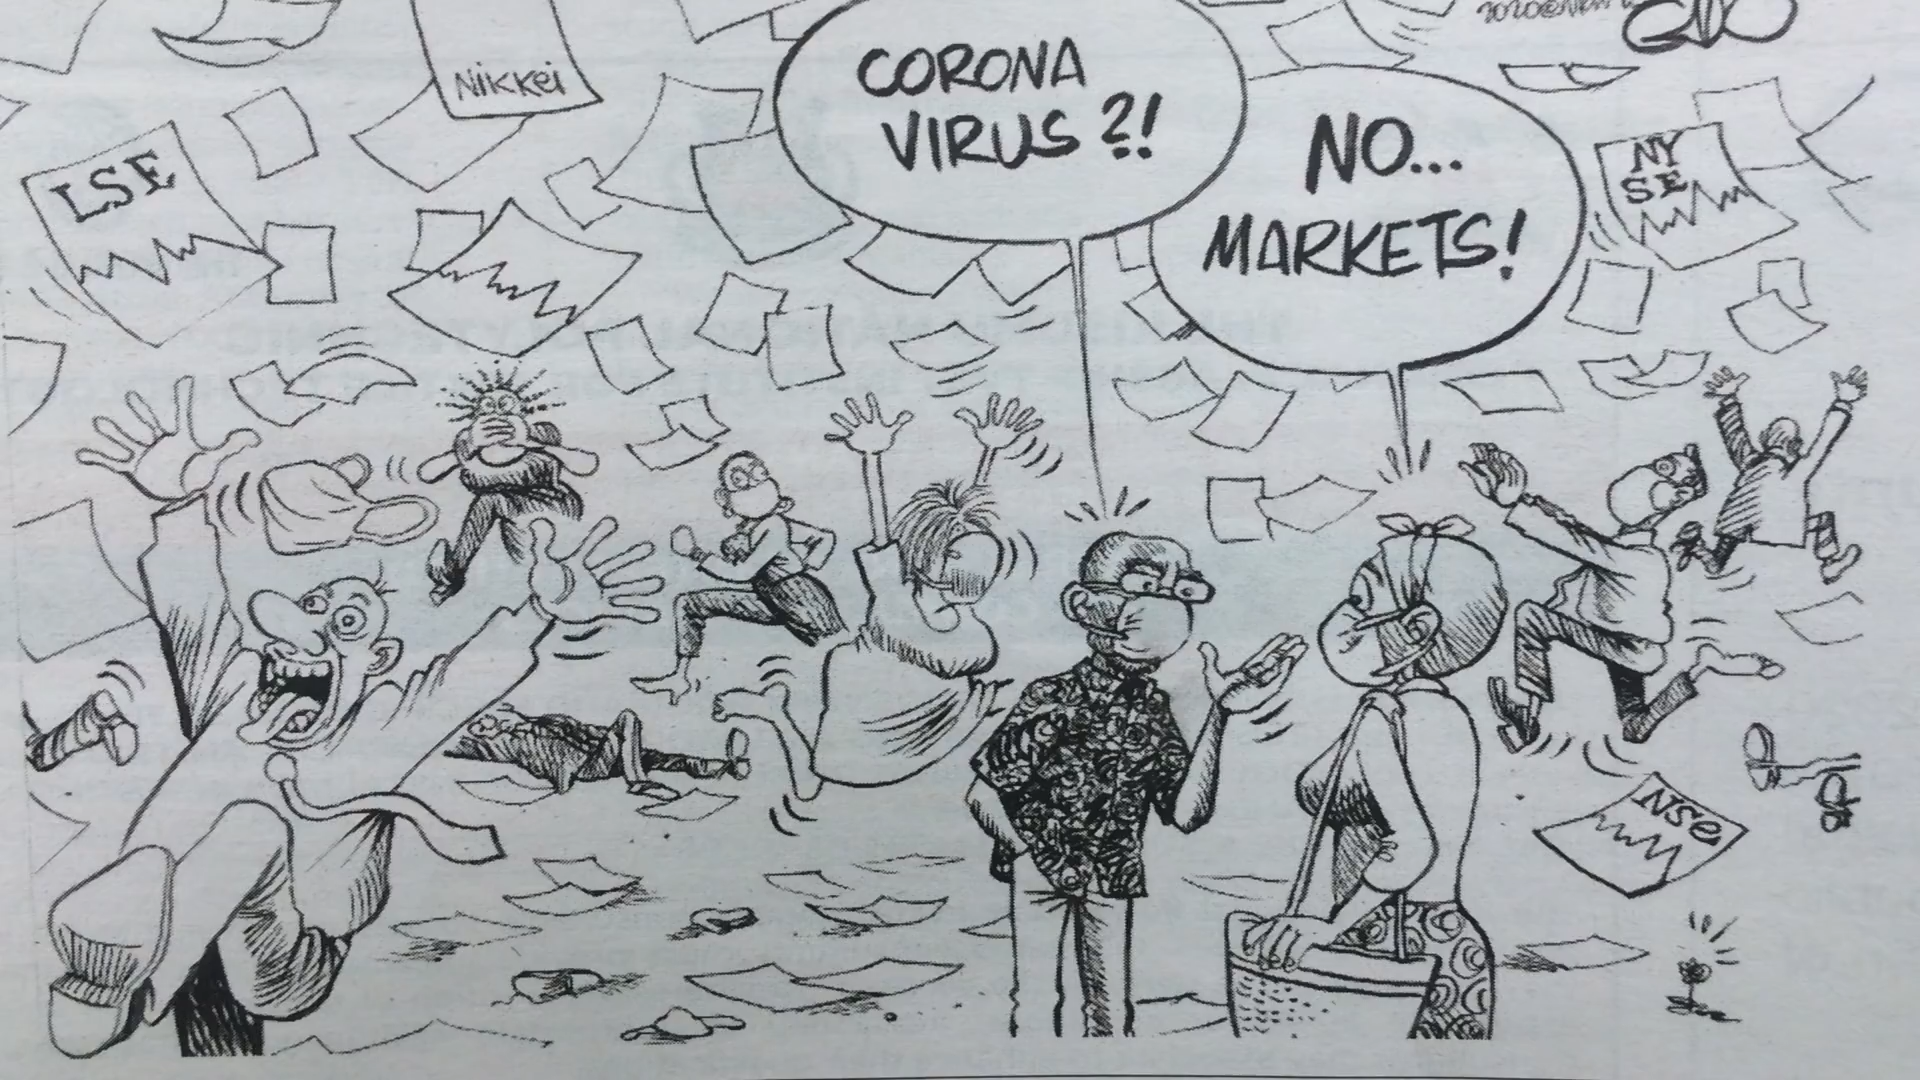 Nikkei
CORONA
VIRUS ?!
LSE
NO...
MARKETS!
NY
SE
NSe